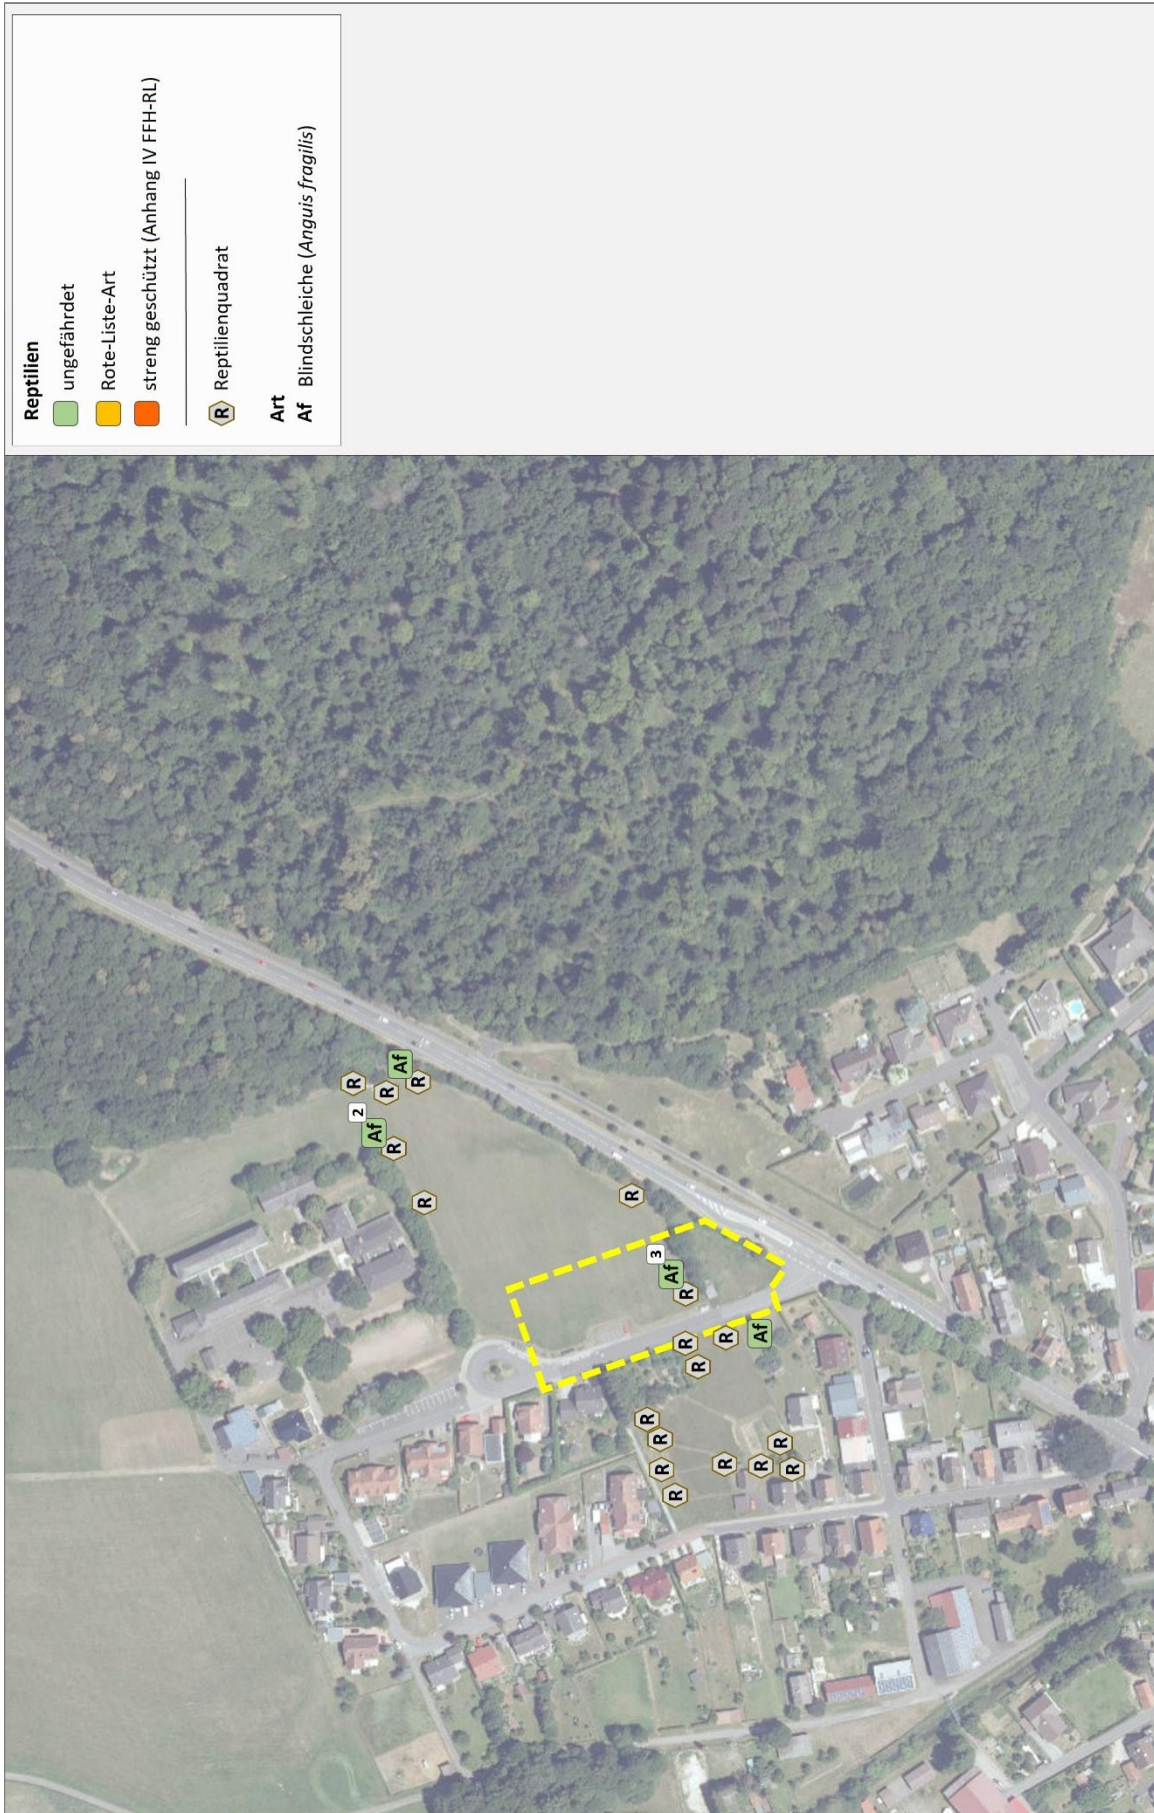 Reptilien
ungefährdet
Rote-Liste-Art
streng geschützt (Anhang IV FFH-RL)
R Reptilienquadrat
Art
Af Blindschleiche (Anguis fragilis)
2
R
Af
R
R
Af
R
R
R
R
3
R
R
Af
R
R
R
R
R
R
R
Af
R
R
R